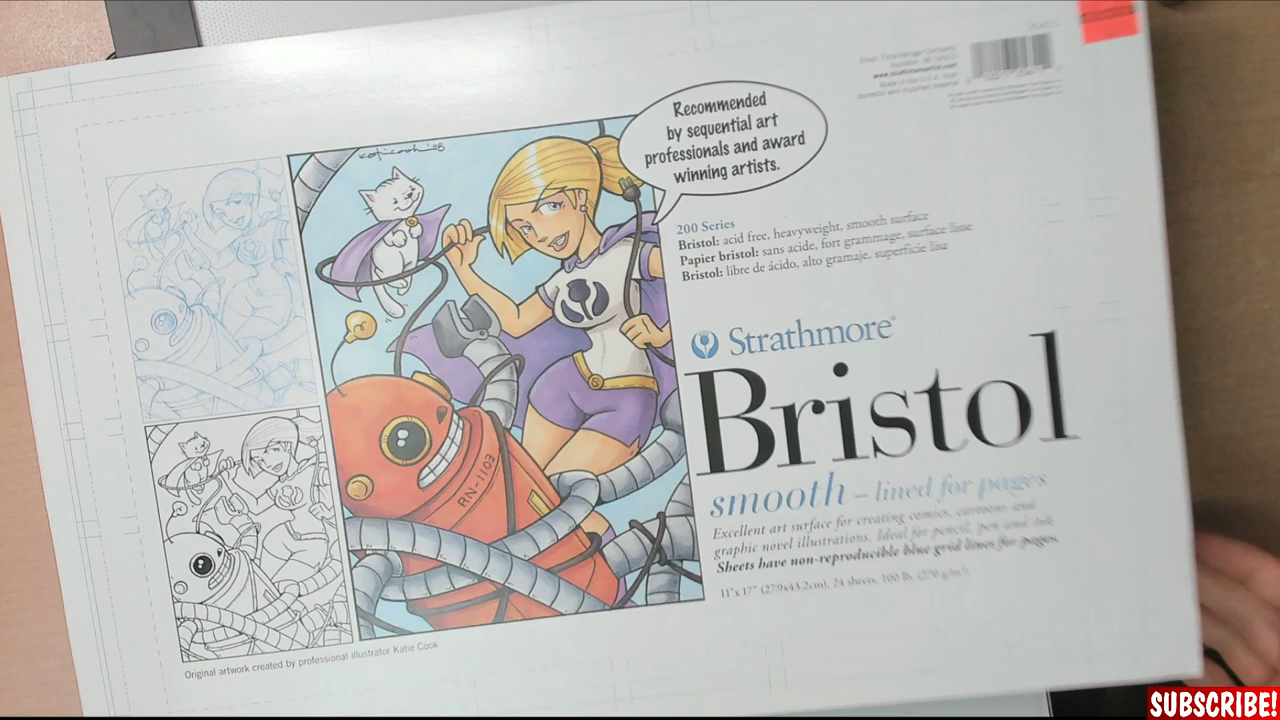 Recommended
by sequential art
professionals and award
winning artists.
200 Series
Bristol: acid free, heavyweight, smooth surface
Papier bristol: sans acide, fort grammage, surface lisse
Bristol: libre de ácido, alto gramaje, superficie lisa
Strathmore®
Bristol
smooth – lined for pages
Excellent art surface for creating comics, cartoons and
graphic novel illustrations. Ideal for pencil, pen and ink.
Sheets have non-reproducible blue grid lines for pages.
11"x 17" (27.9x43.2cm), 24 sheets, 100 lb. (270 g/m²)
RN-1103
Original artwork created by professional illustrator Katie Cook
SUBSCRIBE!